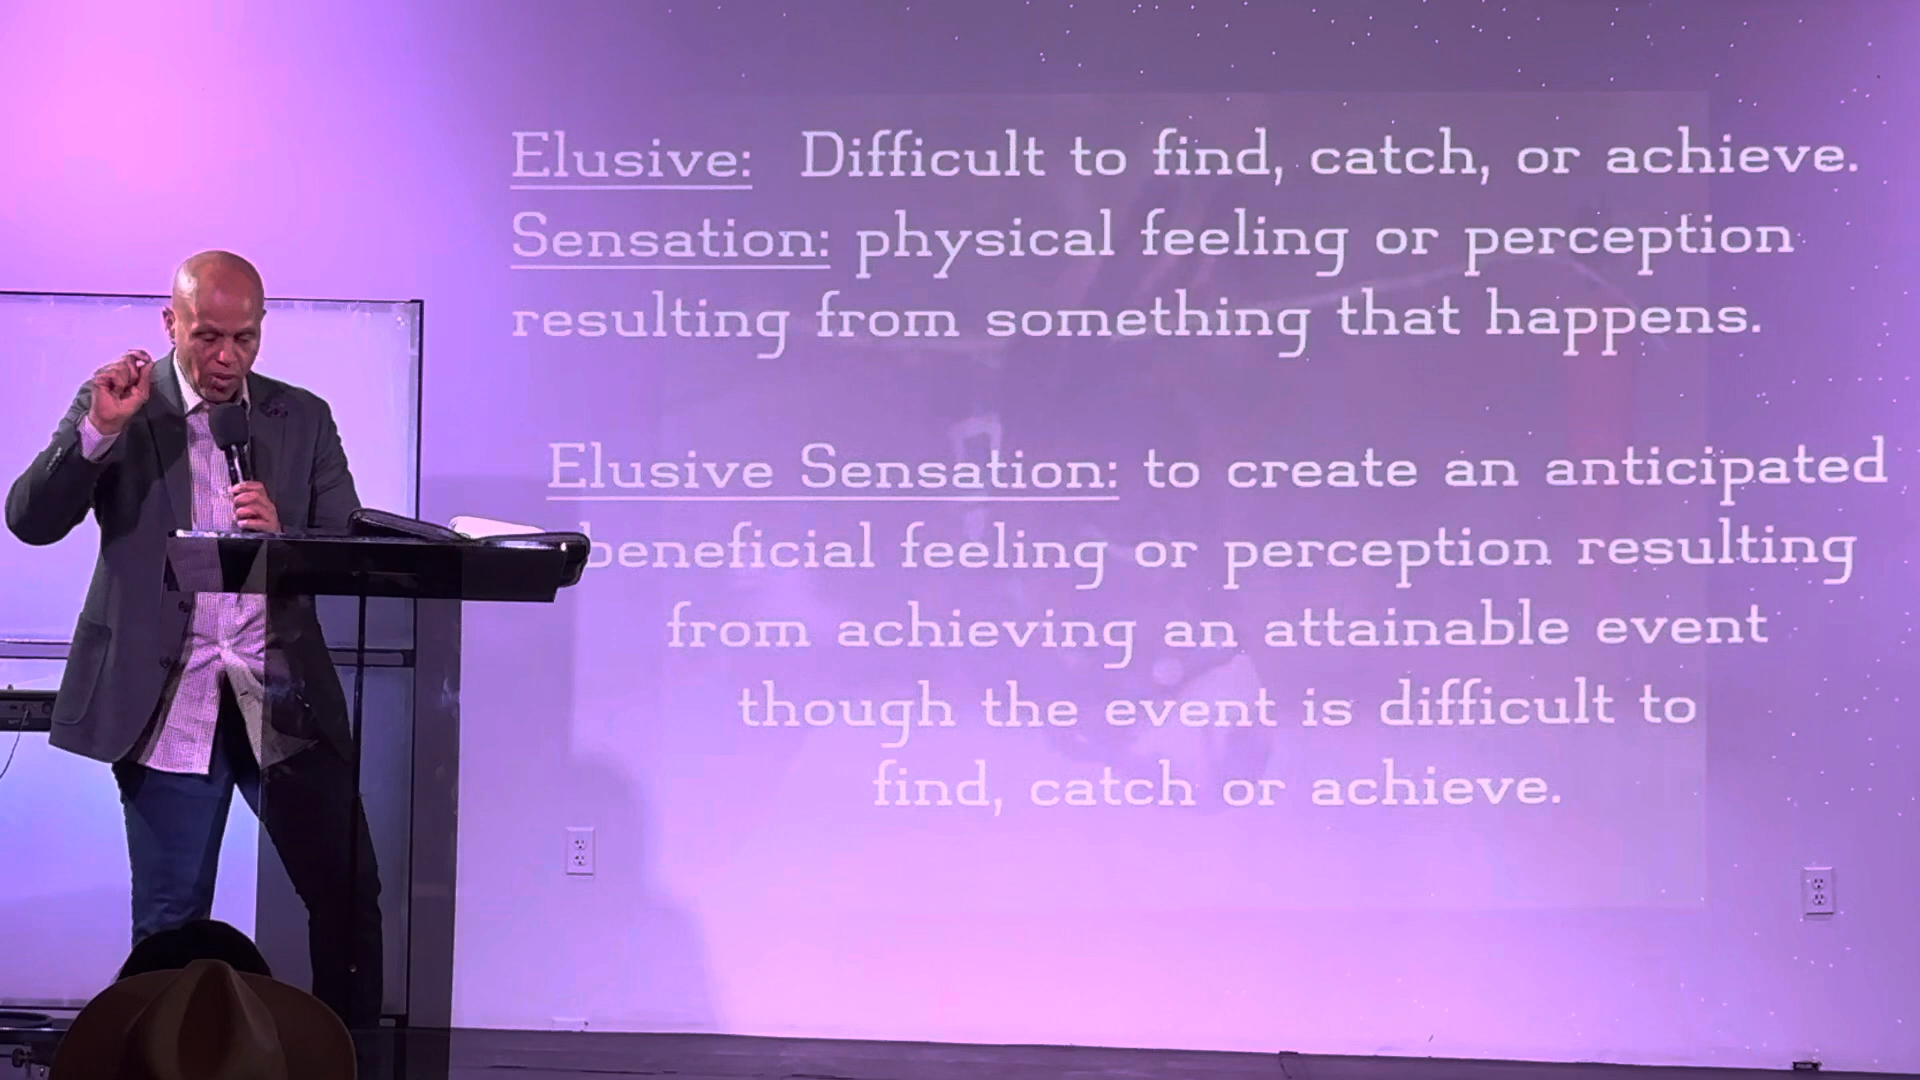 Elusive: Difficult to find, catch, or achieve.
Sensation: physical feeling or perception
resulting from something that happens.
Elusive Sensation: to create an anticipated
beneficial feeling or perception resulting
from achieving an attainable event
though the event is difficult to
find, catch or achieve.